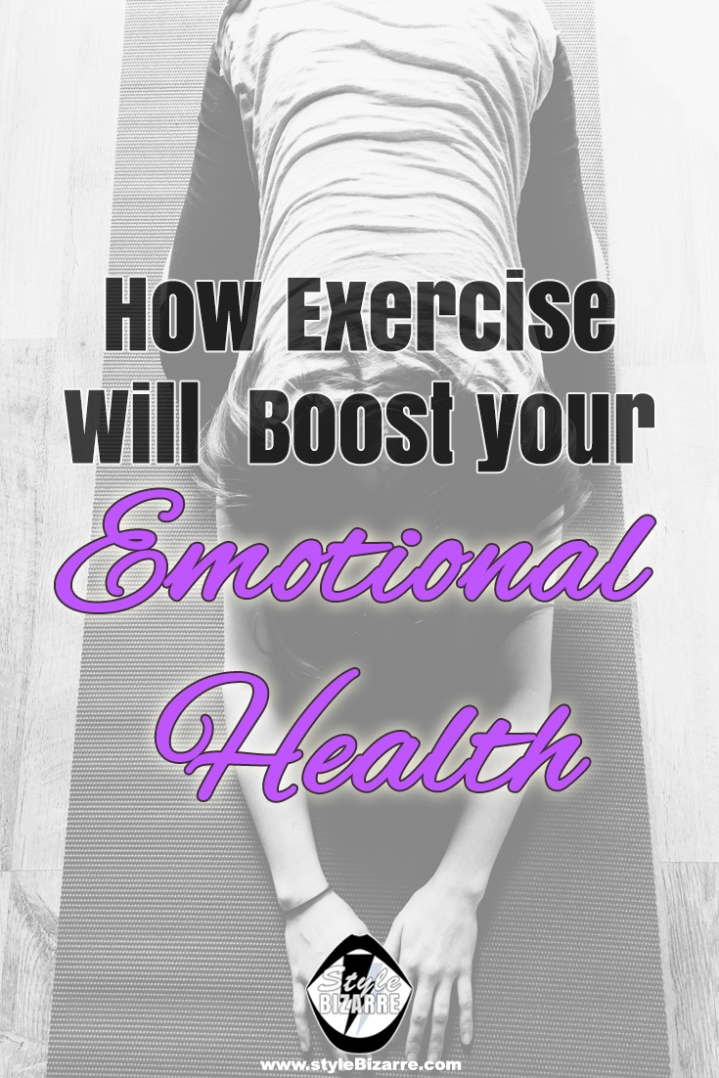 How Exercise
Will Boost your
Emotional
Health
Style
BIZARRE
www.styleBizarre.com